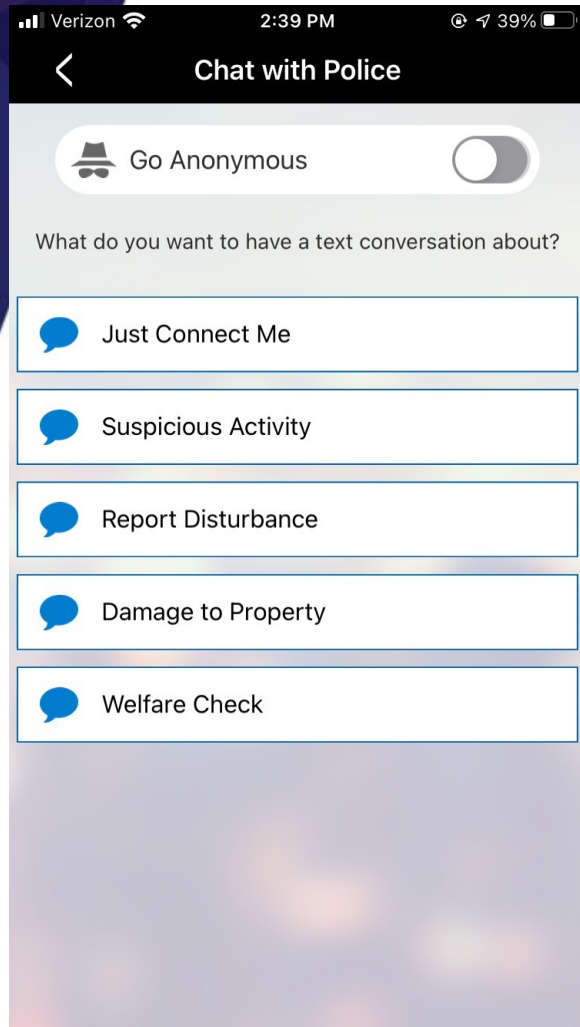 Verizon 2:39 PM 39%
Chat with Police
Go Anonymous
What do you want to have a text conversation about?
Just Connect Me
Suspicious Activity
Report Disturbance
Damage to Property
Welfare Check